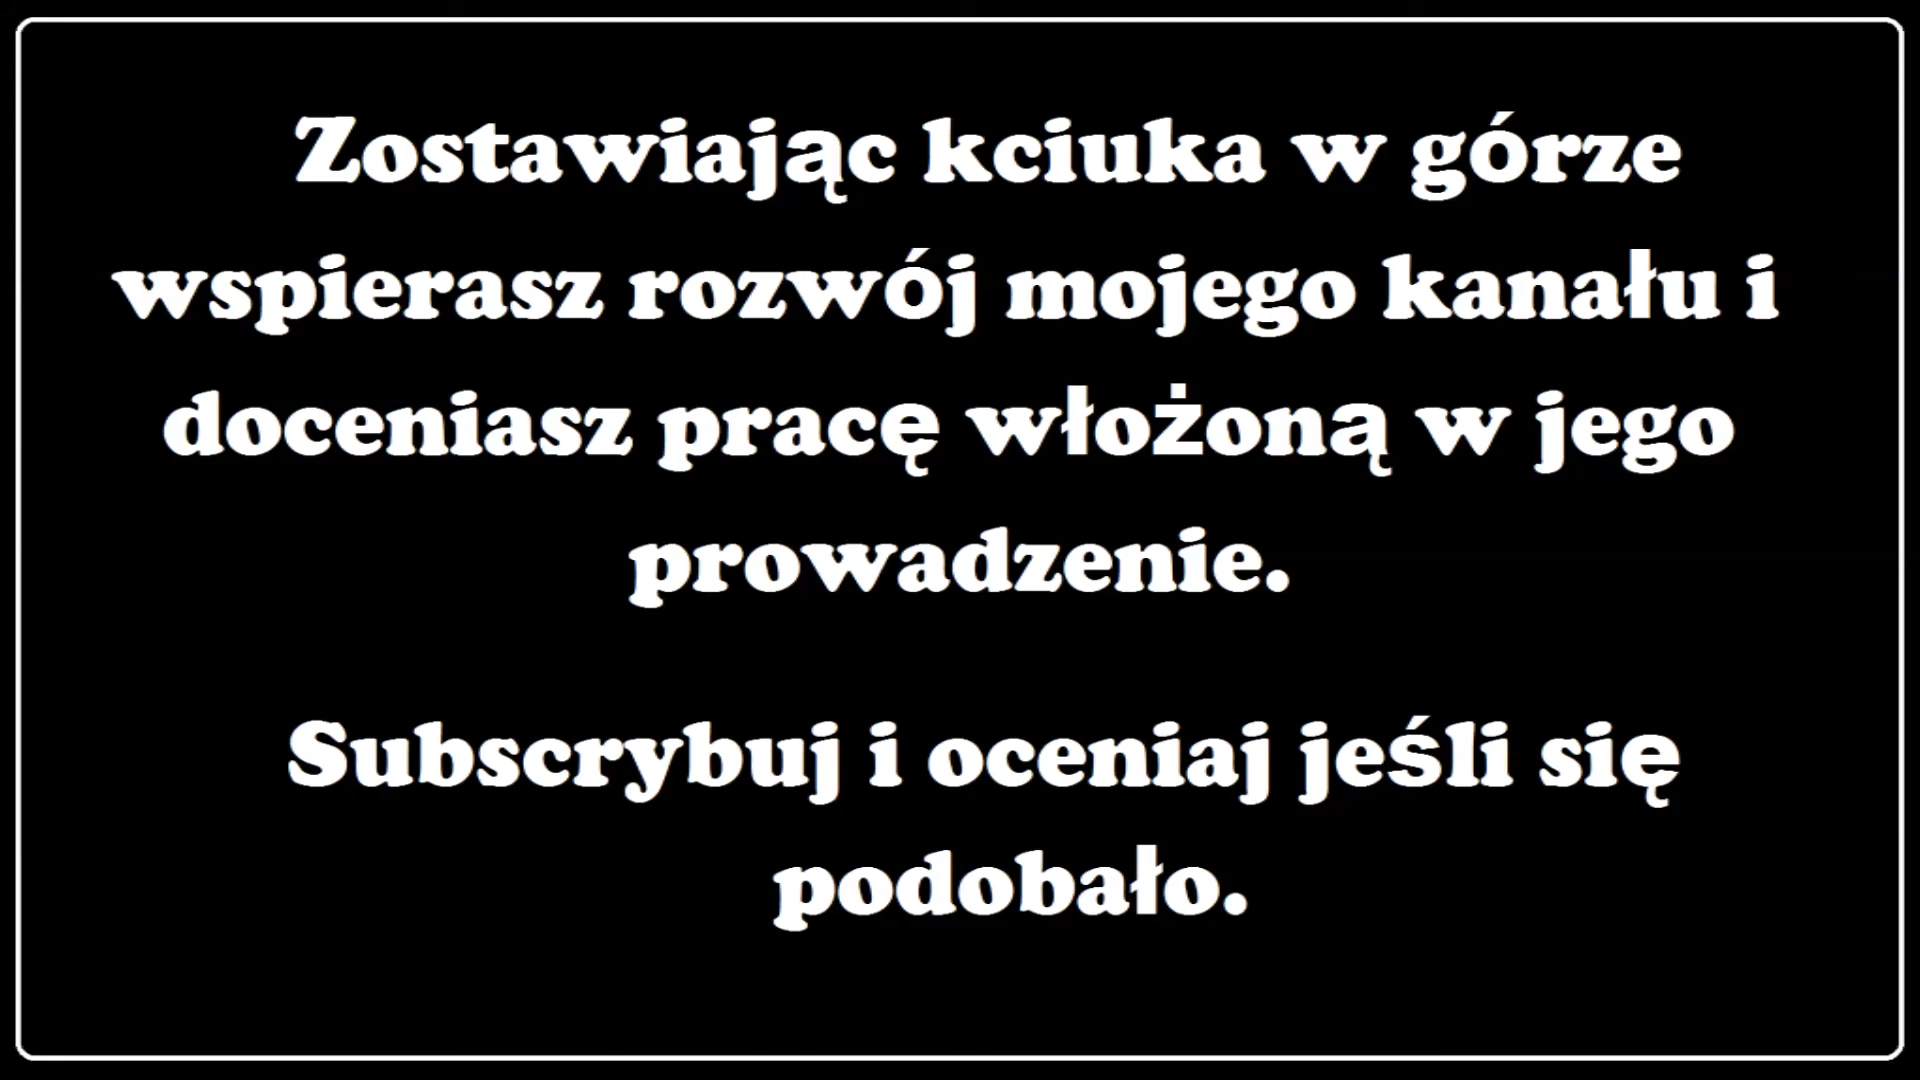 Zostawiając kciuka w górze
wspierasz rozwój mojego kanału i
doceniasz pracę włożoną w jego
prowadzenie.
Subscrybuj i oceniaj jeśli się
podobało.